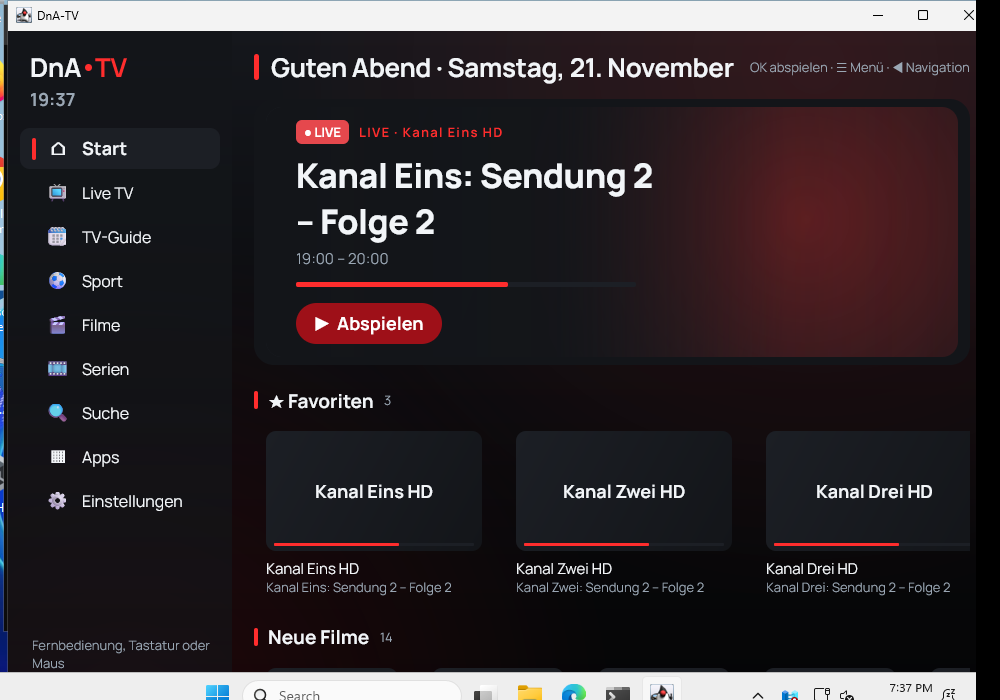 DnA-TV
DnA•TV
19:37
Start
Live TV
TV-Guide
Sport
Filme
Serien
Suche
Apps
Einstellungen
Fernbedienung, Tastatur oder
Maus
Guten Abend · Samstag, 21. November
OK abspielen · ☰ Menü · ◀ Navigation
● LIVE LIVE · Kanal Eins HD
Kanal Eins: Sendung 2
– Folge 2
19:00 – 20:00
▶ Abspielen
★ Favoriten 3
Kanal Eins HD
Kanal Zwei HD
Kanal Drei HD
Kanal Eins HD
Kanal Eins: Sendung 2 – Folge 2
Kanal Zwei HD
Kanal Zwei: Sendung 2 – Folge 2
Kanal Drei HD
Kanal Drei: Sendung 2 – Folge 2
Neue Filme 14
Search
7:37 PM